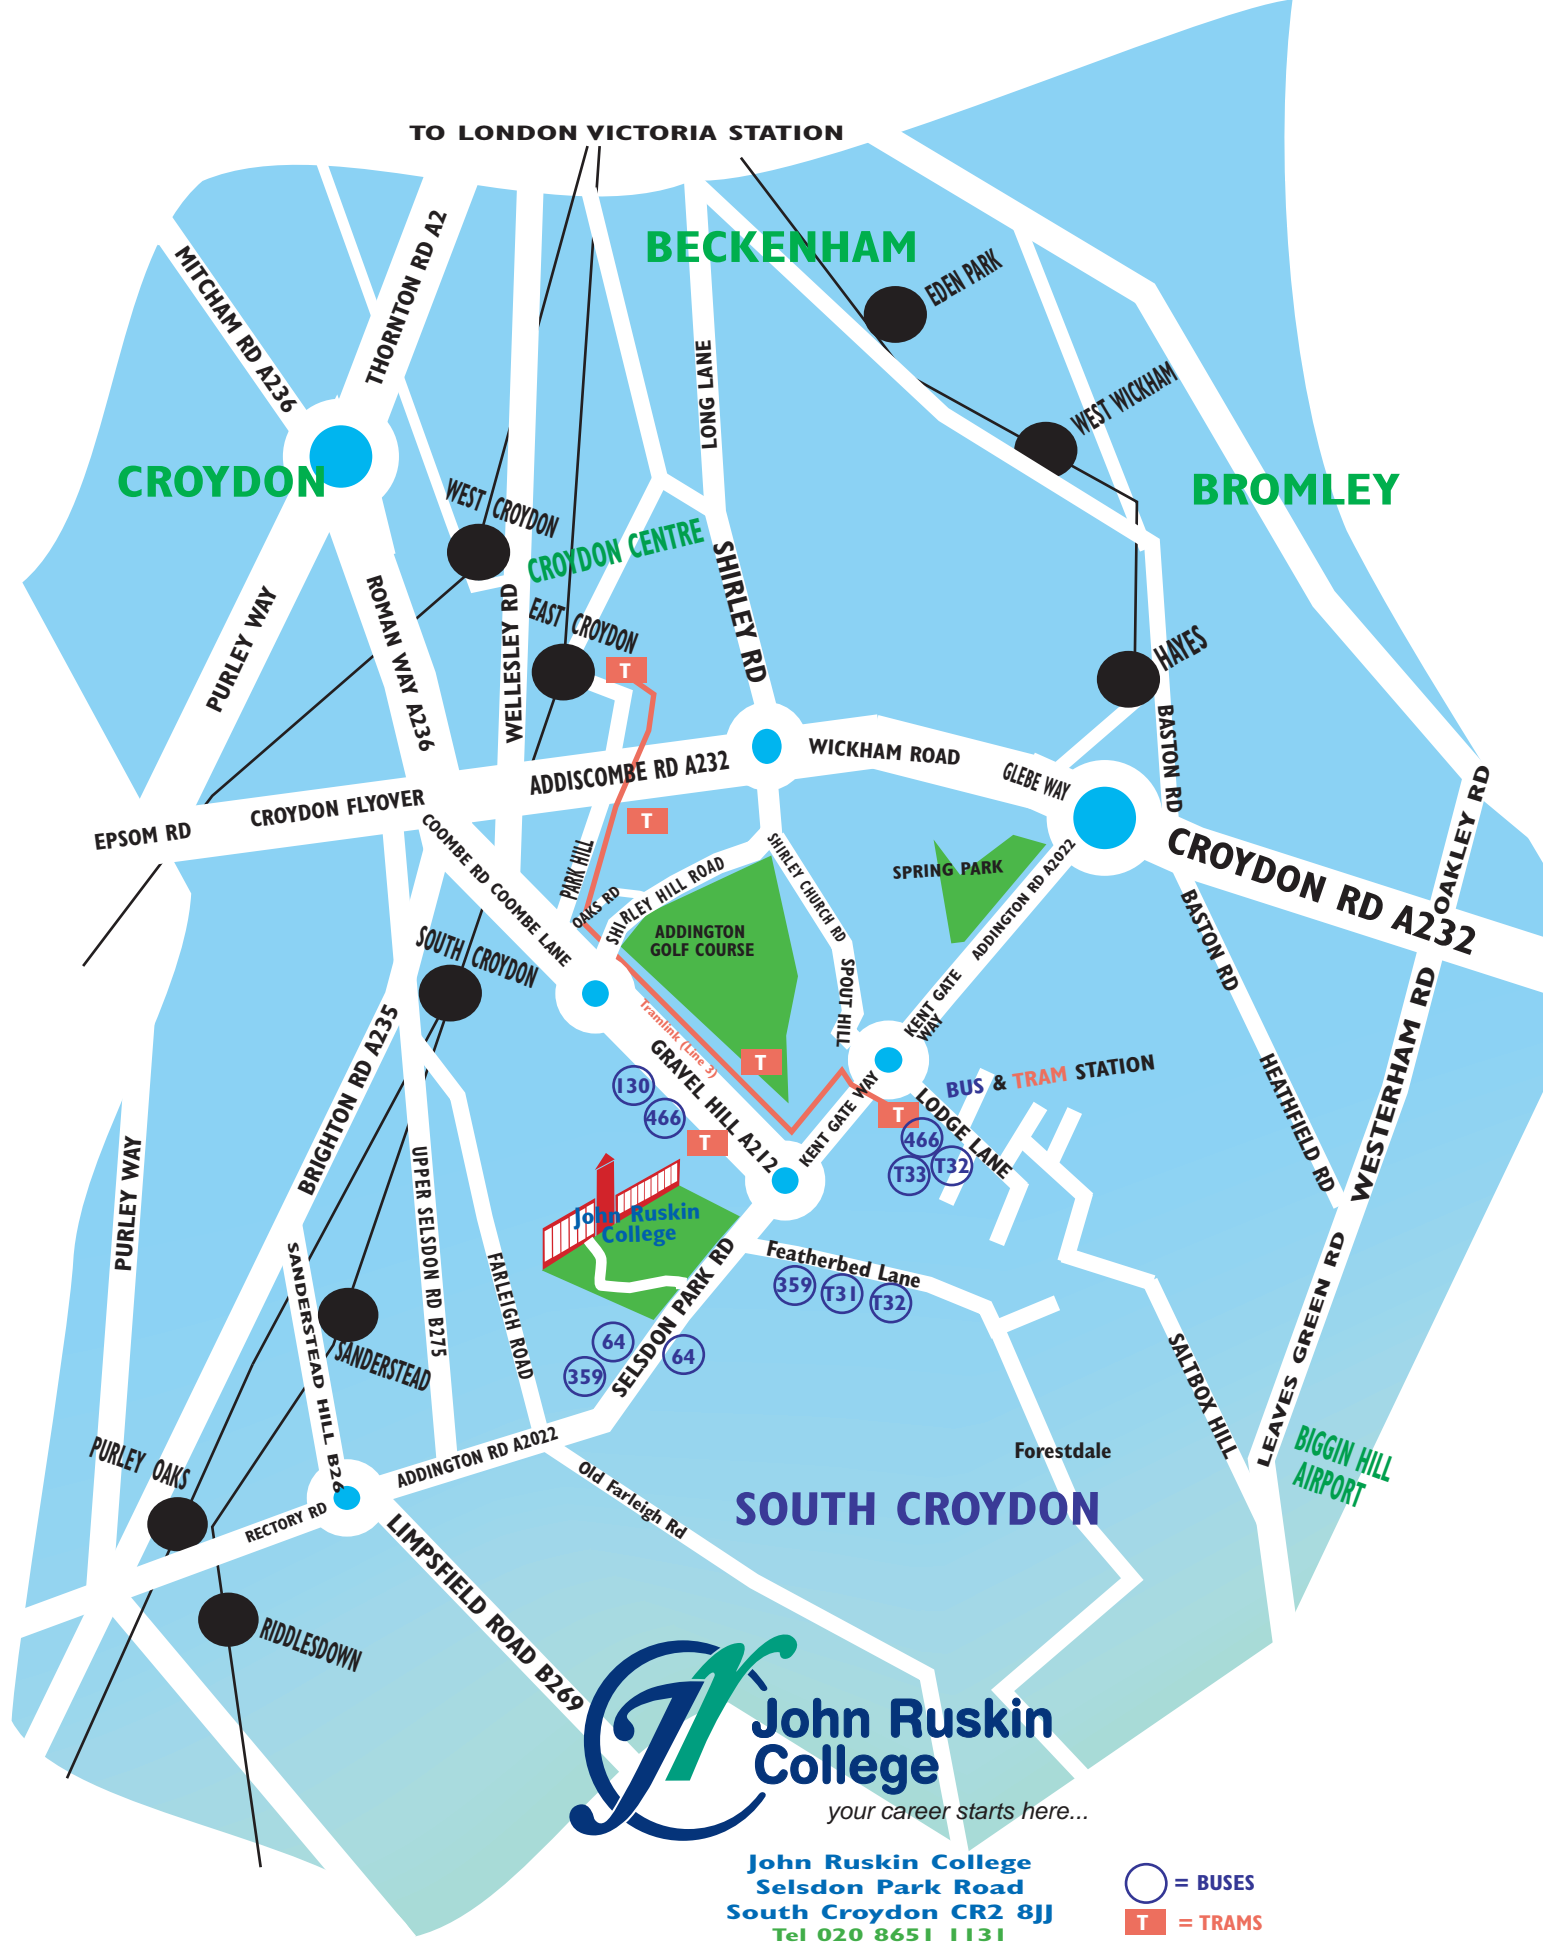 TO LONDON VICTORIA STATION
MITCHAM RD A236
THORNTON RD A2
BECKENHAM
EDEN PARK
LONG LANE
WEST WICKHAM
CROYDON
BROMLEY
WEST CROYDON
CROYDON CENTRE
SHIRLEY RD
PURLEY WAY
ROMAN WAY A236
WELLESLEY RD
EAST CROYDON
T
HAYES
BASTON RD
WICKHAM ROAD
GLEBE WAY
ADDISCOMBE RD A232
CROYDON FLYOVER
EPSOM RD
T
COOMBE RD COOMBE LANE
PARK HILL
OAKS RD
SHIRLEY HILL ROAD
SHIRLEY CHURCH RD
SPRING PARK
ADDINGTON RD A2022
CROYDON RD A232
OAKLEY RD
ADDINGTON
GOLF COURSE
SOUTH CROYDON
SPOUT HILL
KENT GATE
WAY
BASTON RD
WESTERHAM RD
BRIGHTON RD A235
Tramlink (Line 3)
GRAVEL HILL A212
T
130
466
T
KENT GATE WAY
BUS & TRAM STATION
T
LODGE LANE
466
T33
T32
HEATHFIELD RD
PURLEY WAY
UPPER SELSDON RD B275
John Ruskin
College
SANDERSTEAD HILL B26
FARLEIGH ROAD
SELSDON PARK RD
Featherbed Lane
359
T31
T32
LEAVES GREEN RD
SANDERSTEAD
64
64
359
SALTBOX HILL
PURLEY OAKS
ADDINGTON RD A2022
Old Farleigh Rd
Forestdale
BIGGIN HILL
AIRPORT
RECTORY RD
SOUTH CROYDON
LIMPSFIELD ROAD B269
RIDDLESDOWN
jr
John Ruskin
College
your career starts here...
John Ruskin College
Selsdon Park Road
South Croydon CR2 8JJ
Tel 020 8651 1131
= BUSES
T = TRAMS